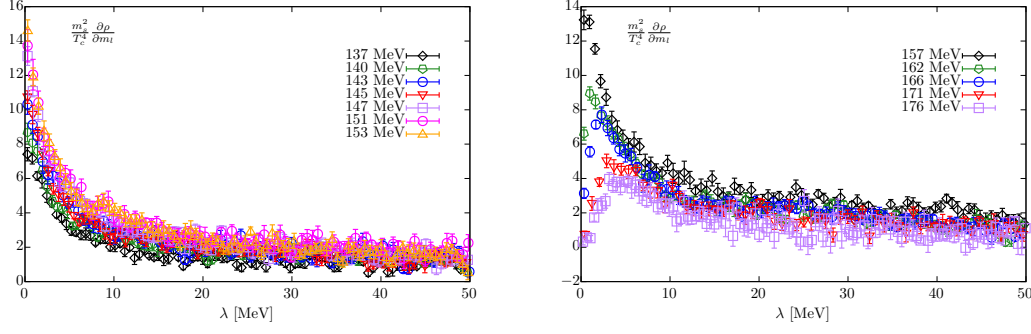 16
14
12
10
8
6
4
2
0
m_s^2/T_c^4 ∂ρ/∂m_l
137 MeV
140 MeV
143 MeV
145 MeV
147 MeV
151 MeV
153 MeV
0 10 20 30 40 50
λ [MeV]
14
12
10
8
6
4
2
0
−2
m_s^2/T_c^4 ∂ρ/∂m_l
157 MeV
162 MeV
166 MeV
171 MeV
176 MeV
0 10 20 30 40 50
λ [MeV]